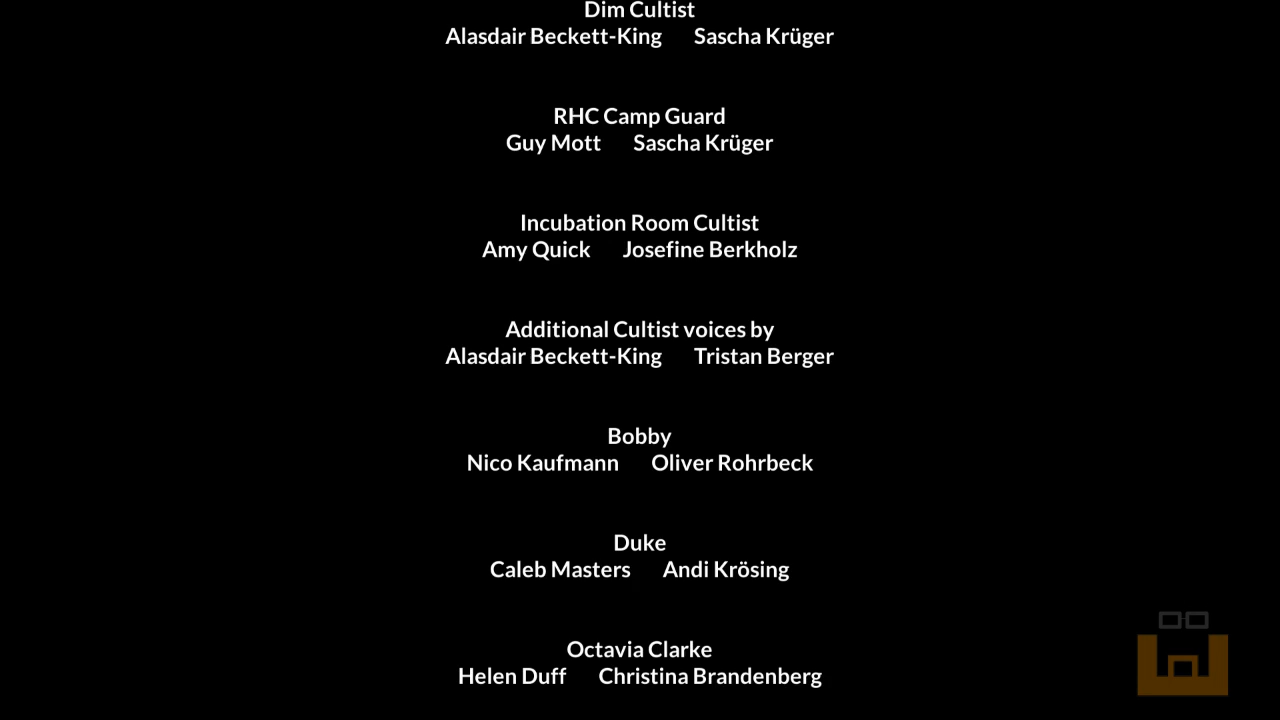 Dim Cultist
Alasdair Beckett-King Sascha Krüger
RHC Camp Guard
Guy Mott Sascha Krüger
Incubation Room Cultist
Amy Quick Josefine Berkholz
Additional Cultist voices by
Alasdair Beckett-King Tristan Berger
Bobby
Nico Kaufmann Oliver Rohrbeck
Duke
Caleb Masters Andi Krösing
Octavia Clarke
Helen Duff Christina Brandenberg